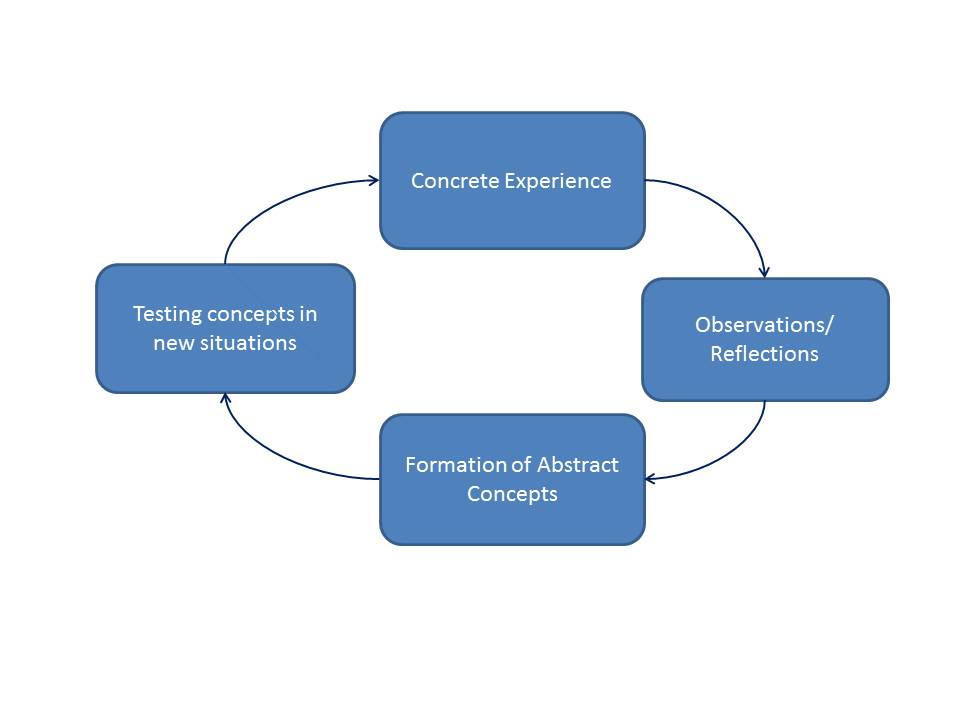 Concrete Experience
Testing concepts in
new situations
Observations/
Reflections
Formation of Abstract
Concepts